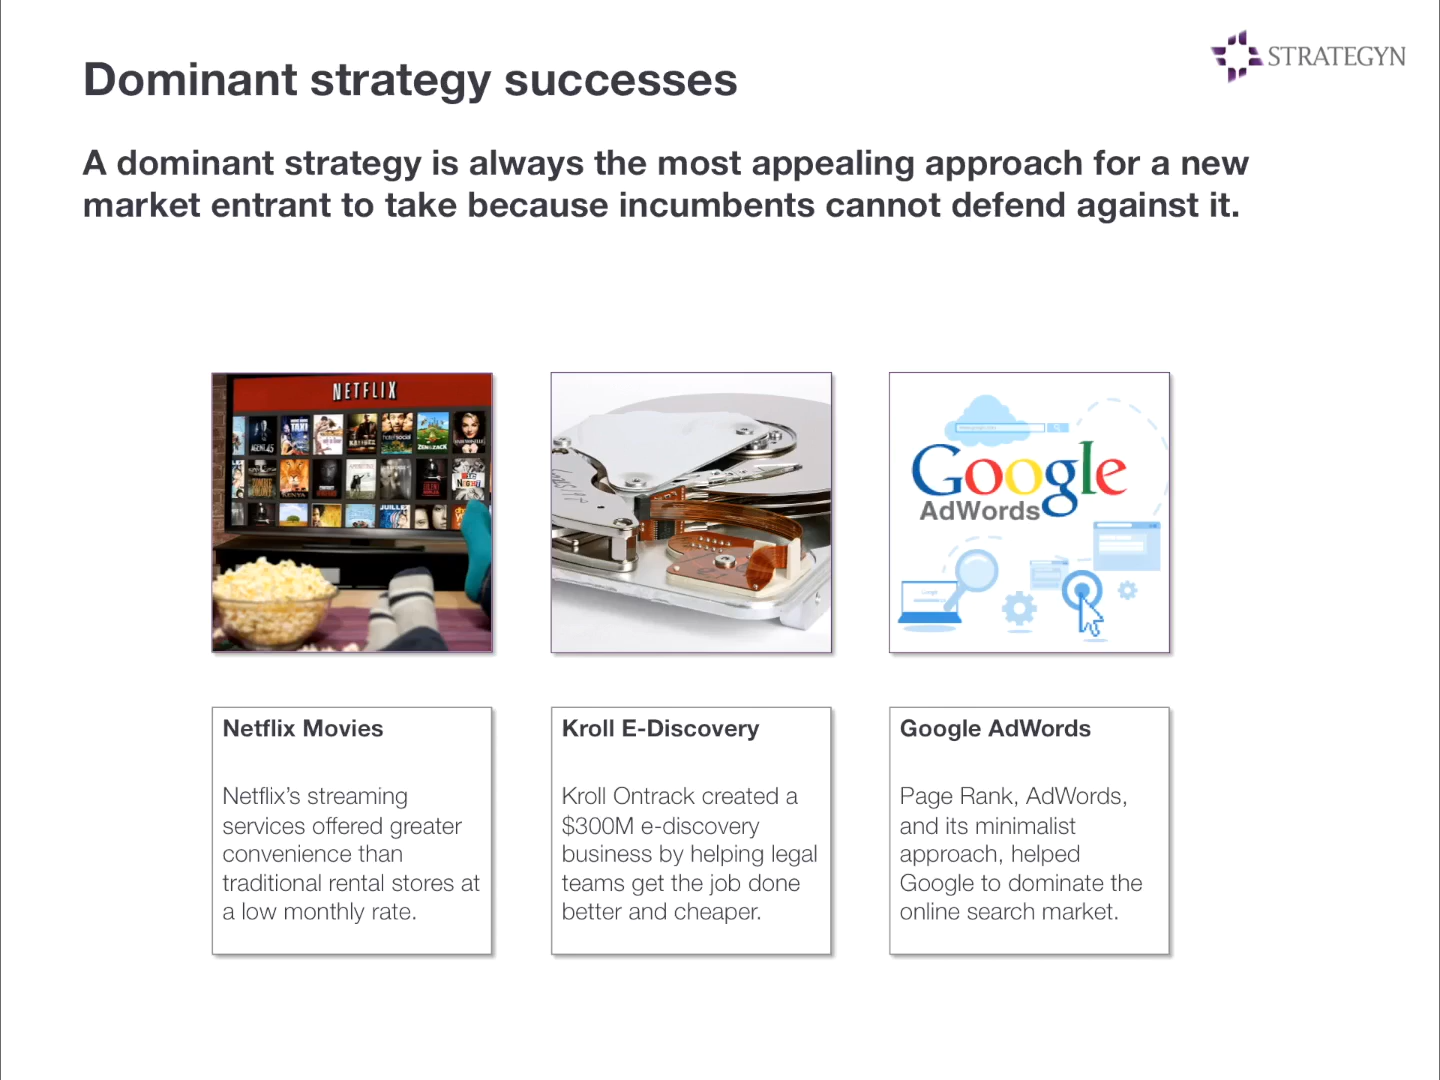 STRATEGYN
Dominant strategy successes
A dominant strategy is always the most appealing approach for a new
market entrant to take because incumbents cannot defend against it.
NETFLIX
Google
AdWords
Netflix Movies
Netflix’s streaming
services offered greater
convenience than
traditional rental stores at
a low monthly rate.
Kroll E-Discovery
Kroll Ontrack created a
$300M e-discovery
business by helping legal
teams get the job done
better and cheaper.
Google AdWords
Page Rank, AdWords,
and its minimalist
approach, helped
Google to dominate the
online search market.